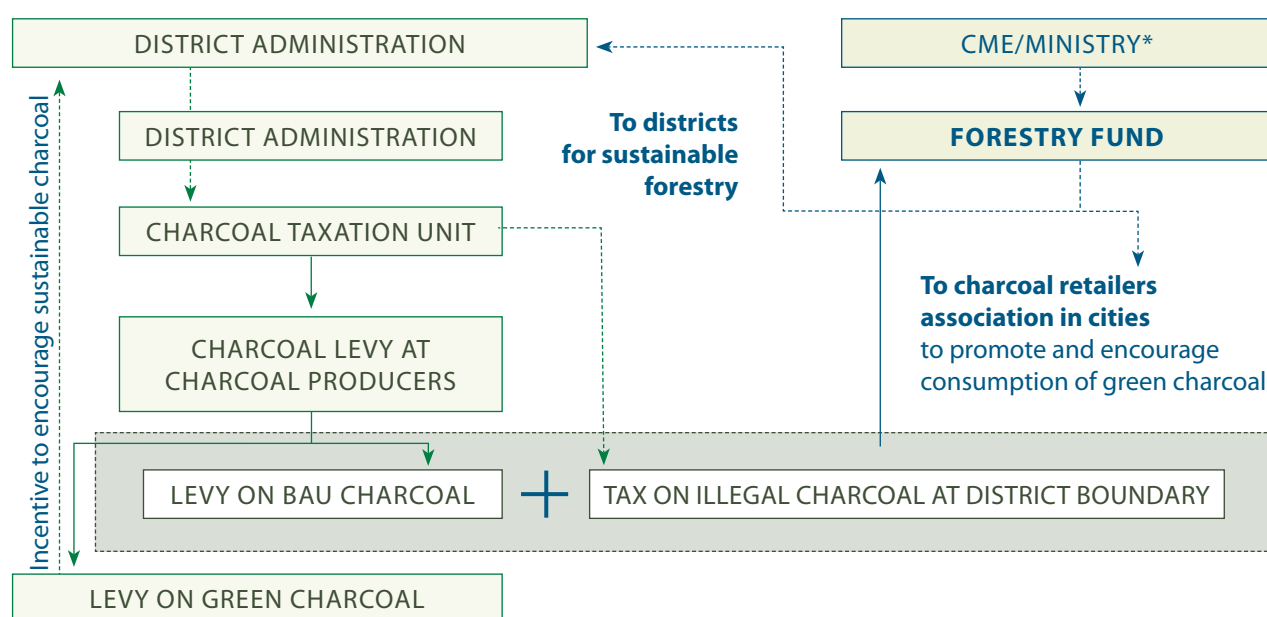 DISTRICT ADMINISTRATION
CME/MINISTRY*
DISTRICT ADMINISTRATION
FORESTRY FUND
To districts
for sustainable
forestry
CHARCOAL TAXATION UNIT
To charcoal retailers
association in cities
to promote and encourage
consumption of green charcoal
CHARCOAL LEVY AT
CHARCOAL PRODUCERS
LEVY ON BAU CHARCOAL
+
TAX ON ILLEGAL CHARCOAL AT DISTRICT BOUNDARY
Incentive to encourage sustainable charcoal
LEVY ON GREEN CHARCOAL